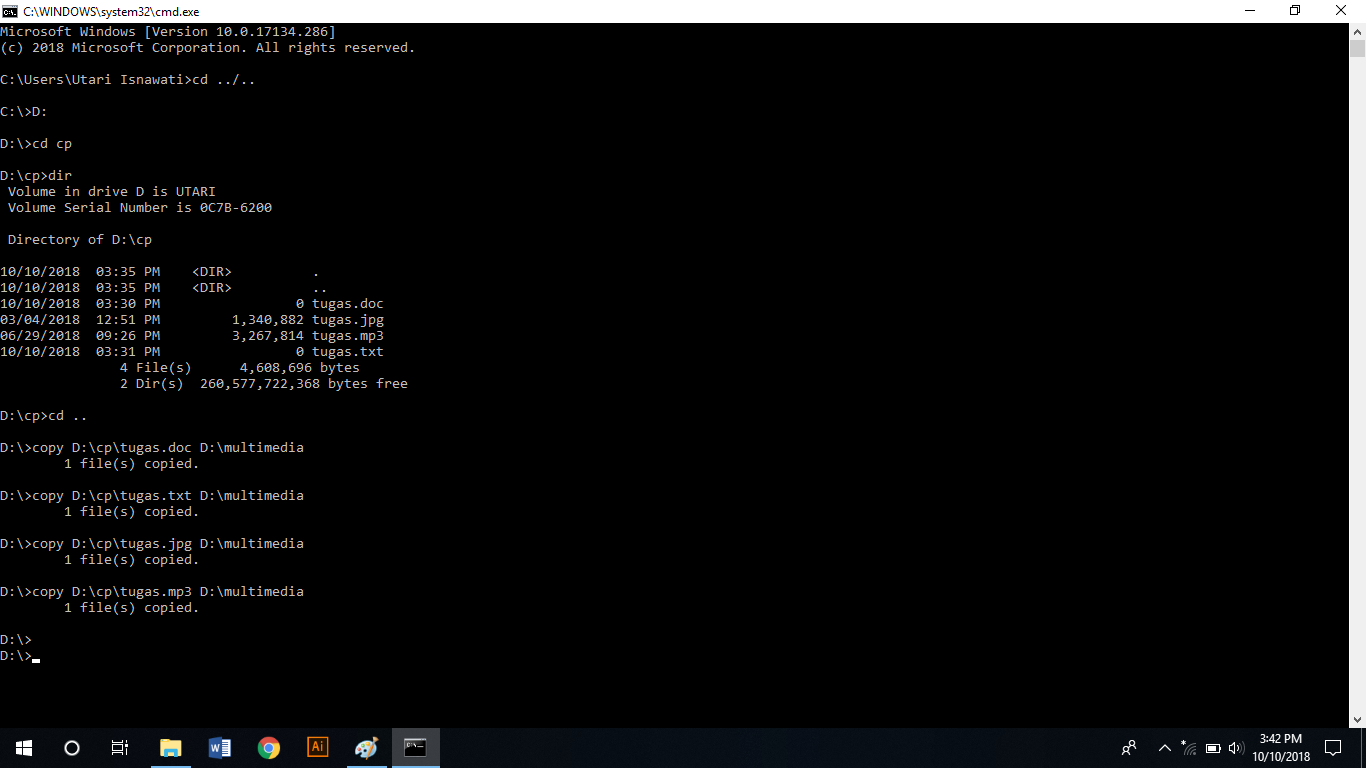 C:\WINDOWS\system32\cmd.exe
Microsoft Windows [Version 10.0.17134.286]
(c) 2018 Microsoft Corporation. All rights reserved.
C:\Users\Utari Isnawati>cd ../..
C:\>D:
D:\>cd cp
D:\cp>dir
 Volume in drive D is UTARI
 Volume Serial Number is 0C7B-6200
 Directory of D:\cp
10/10/2018  03:35 PM    <DIR>          .
10/10/2018  03:35 PM    <DIR>          ..
10/10/2018  03:30 PM                 0 tugas.doc
03/04/2018  12:51 PM         1,340,882 tugas.jpg
06/29/2018  09:26 PM         3,267,814 tugas.mp3
10/10/2018  03:31 PM                 0 tugas.txt
               4 File(s)      4,608,696 bytes
               2 Dir(s)  260,577,722,368 bytes free
D:\cp>cd ..
D:\>copy D:\cp\tugas.doc D:\multimedia
        1 file(s) copied.
D:\>copy D:\cp\tugas.txt D:\multimedia
        1 file(s) copied.
D:\>copy D:\cp\tugas.jpg D:\multimedia
        1 file(s) copied.
D:\>copy D:\cp\tugas.mp3 D:\multimedia
        1 file(s) copied.
D:\>
D:\>
Ai
3:42 PM
10/10/2018